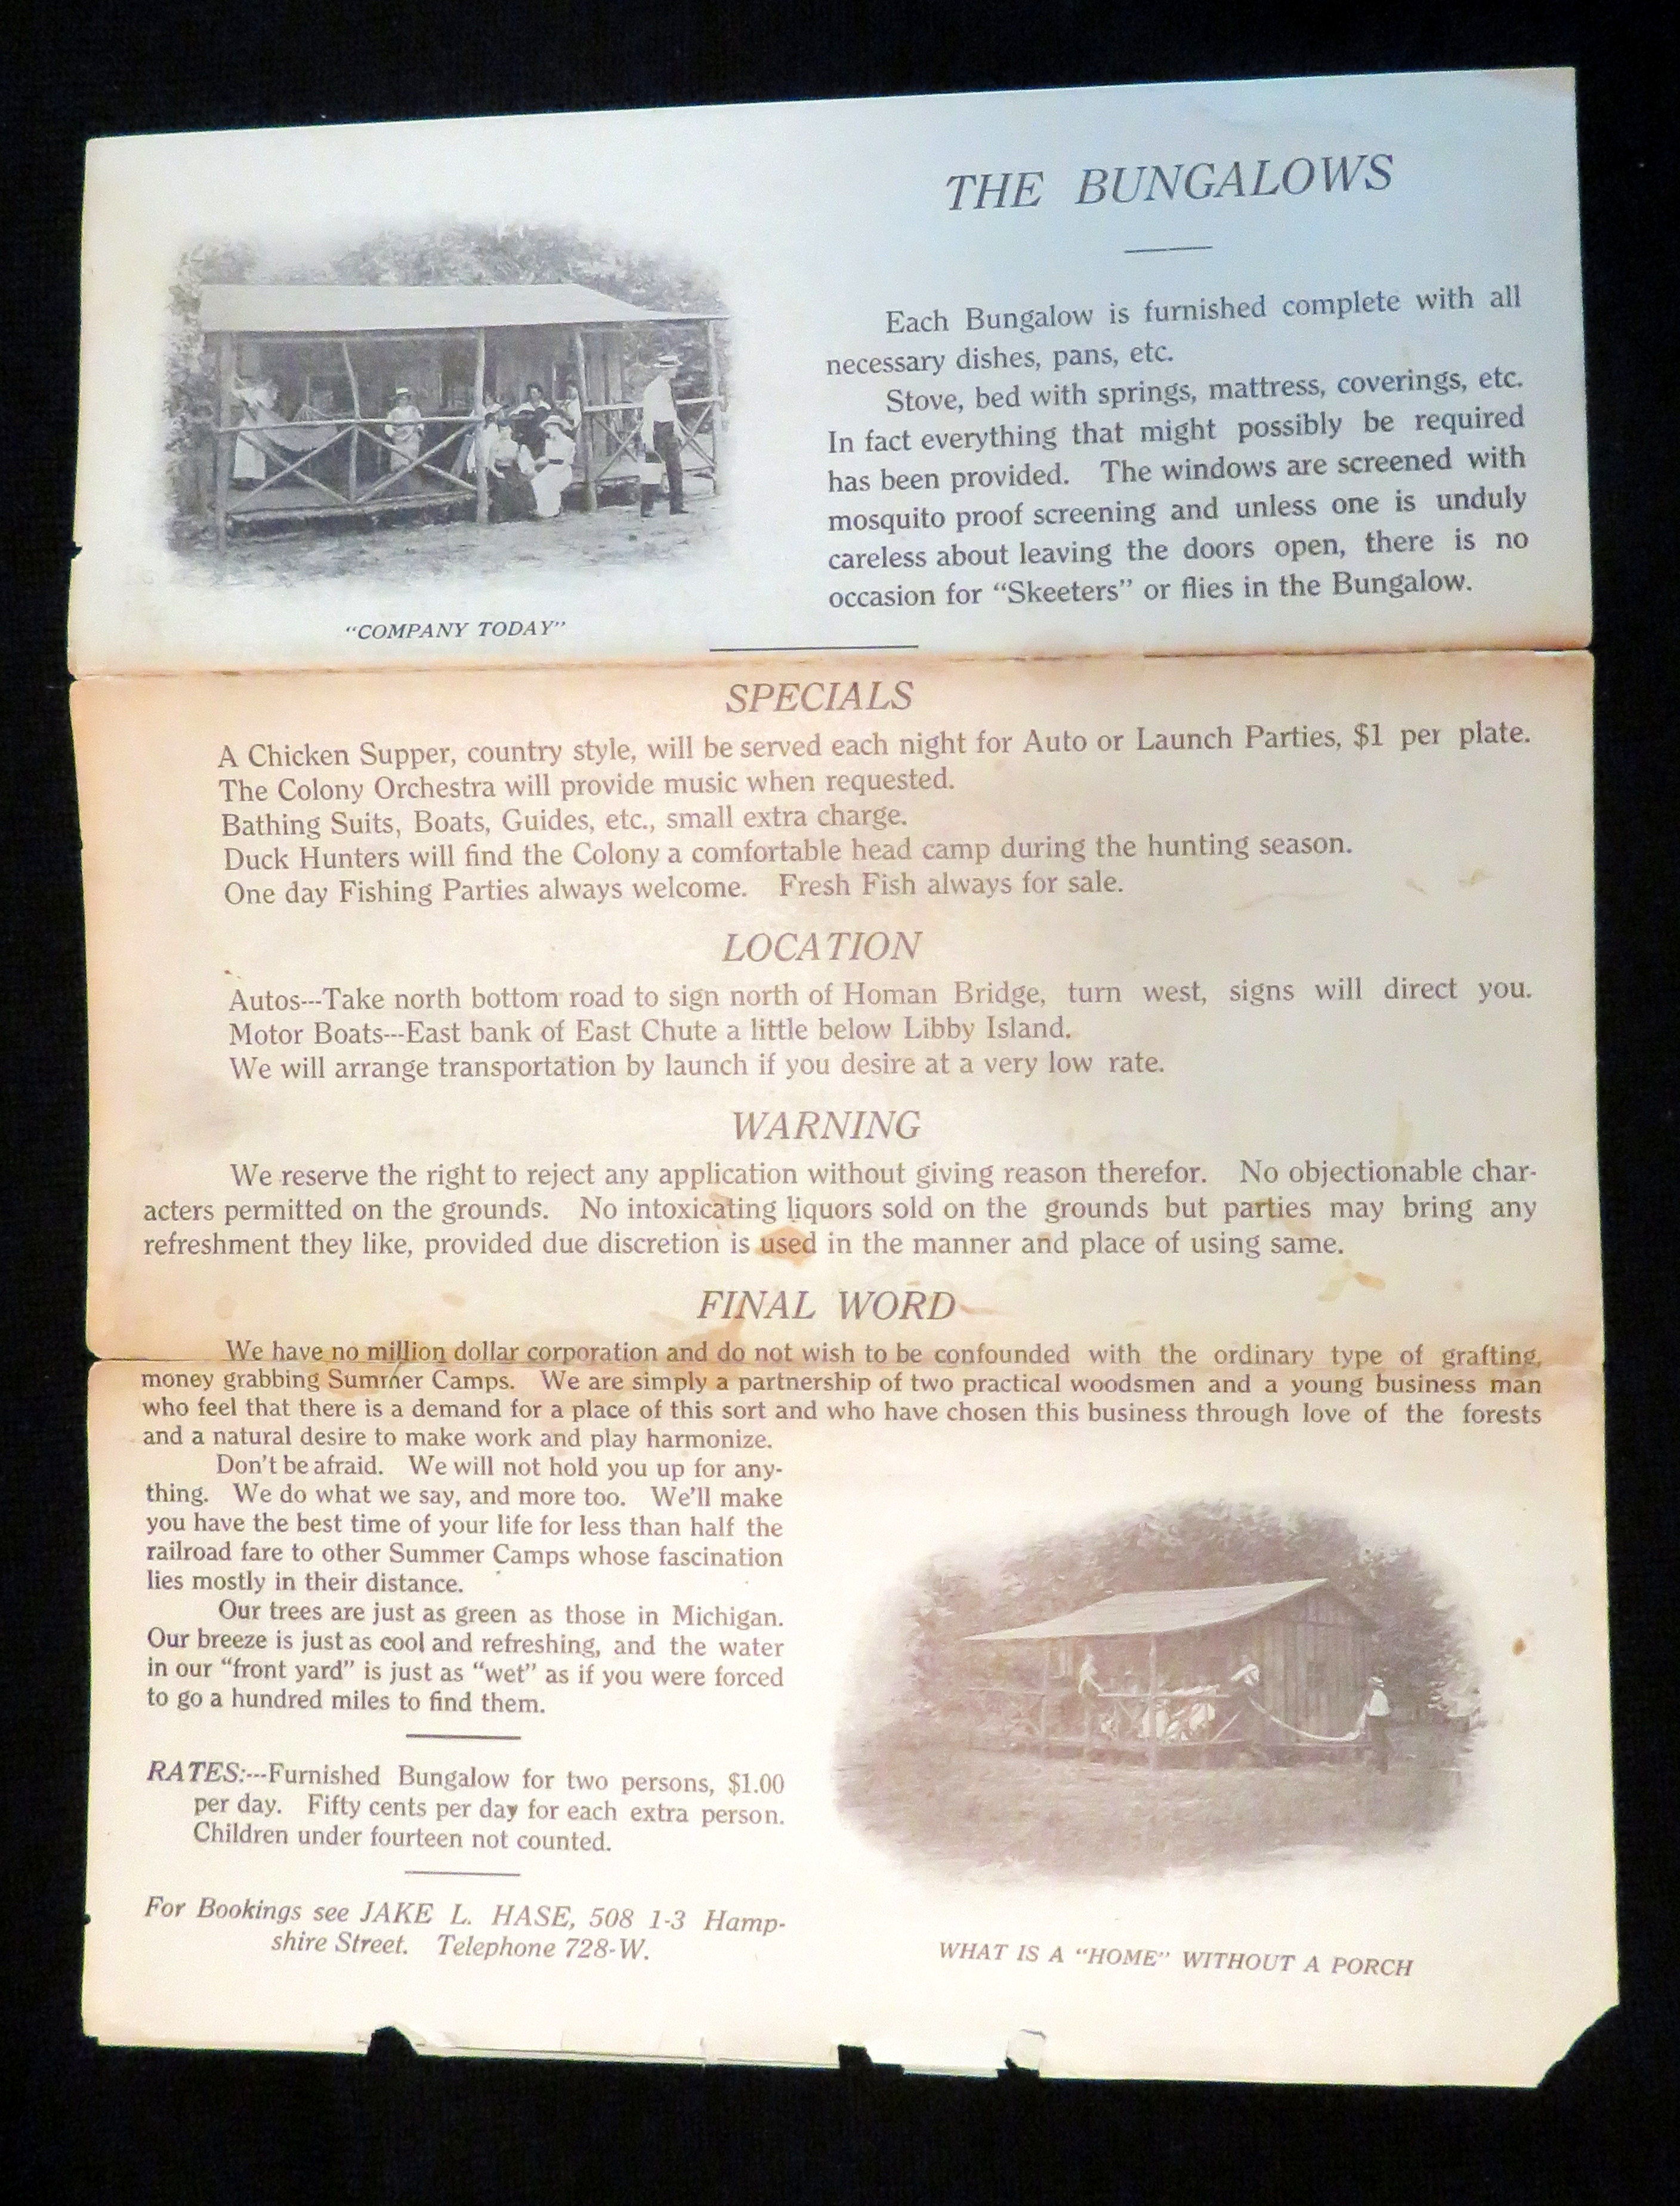 THE BUNGALOWS
Each Bungalow is furnished complete with all
necessary dishes, pans, etc.
Stove, bed with springs, mattress, coverings, etc.
In fact everything that might possibly be required
has been provided. The windows are screened with
mosquito proof screening and unless one is unduly
careless about leaving the doors open, there is no
occasion for "Skeeters" or flies in the Bungalow.
"COMPANY TODAY"
SPECIALS
A Chicken Supper, country style, will be served each night for Auto or Launch Parties, $1 per plate.
The Colony Orchestra will provide music when requested.
Bathing Suits, Boats, Guides, etc., small extra charge.
Duck Hunters will find the Colony a comfortable head camp during the hunting season.
One day Fishing Parties always welcome. Fresh Fish always for sale.
LOCATION
Autos---Take north bottom road to sign north of Homan Bridge, turn west, signs will direct you.
Motor Boats---East bank of East Chute a little below Libby Island.
We will arrange transportation by launch if you desire at a very low rate.
WARNING
We reserve the right to reject any application without giving reason therefor. No objectionable char-
acters permitted on the grounds. No intoxicating liquors sold on the grounds but parties may bring any
refreshment they like, provided due discretion is used in the manner and place of using same.
FINAL WORD
We have no million dollar corporation and do not wish to be confounded with the ordinary type of grafting,
money grabbing Summer Camps. We are simply a partnership of two practical woodsmen and a young business man
who feel that there is a demand for a place of this sort and who have chosen this business through love of the forests
and a natural desire to make work and play harmonize.
Don't be afraid. We will not hold you up for any-
thing. We do what we say, and more too. We'll make
you have the best time of your life for less than half the
railroad fare to other Summer Camps whose fascination
lies mostly in their distance.
Our trees are just as green as those in Michigan.
Our breeze is just as cool and refreshing, and the water
in our "front yard" is just as "wet" as if you were forced
to go a hundred miles to find them.
RATES:---Furnished Bungalow for two persons, $1.00
per day. Fifty cents per day for each extra person.
Children under fourteen not counted.
For Bookings see JAKE L. HASE, 508 1-3 Hamp-
shire Street. Telephone 728-W.
WHAT IS A "HOME" WITHOUT A PORCH